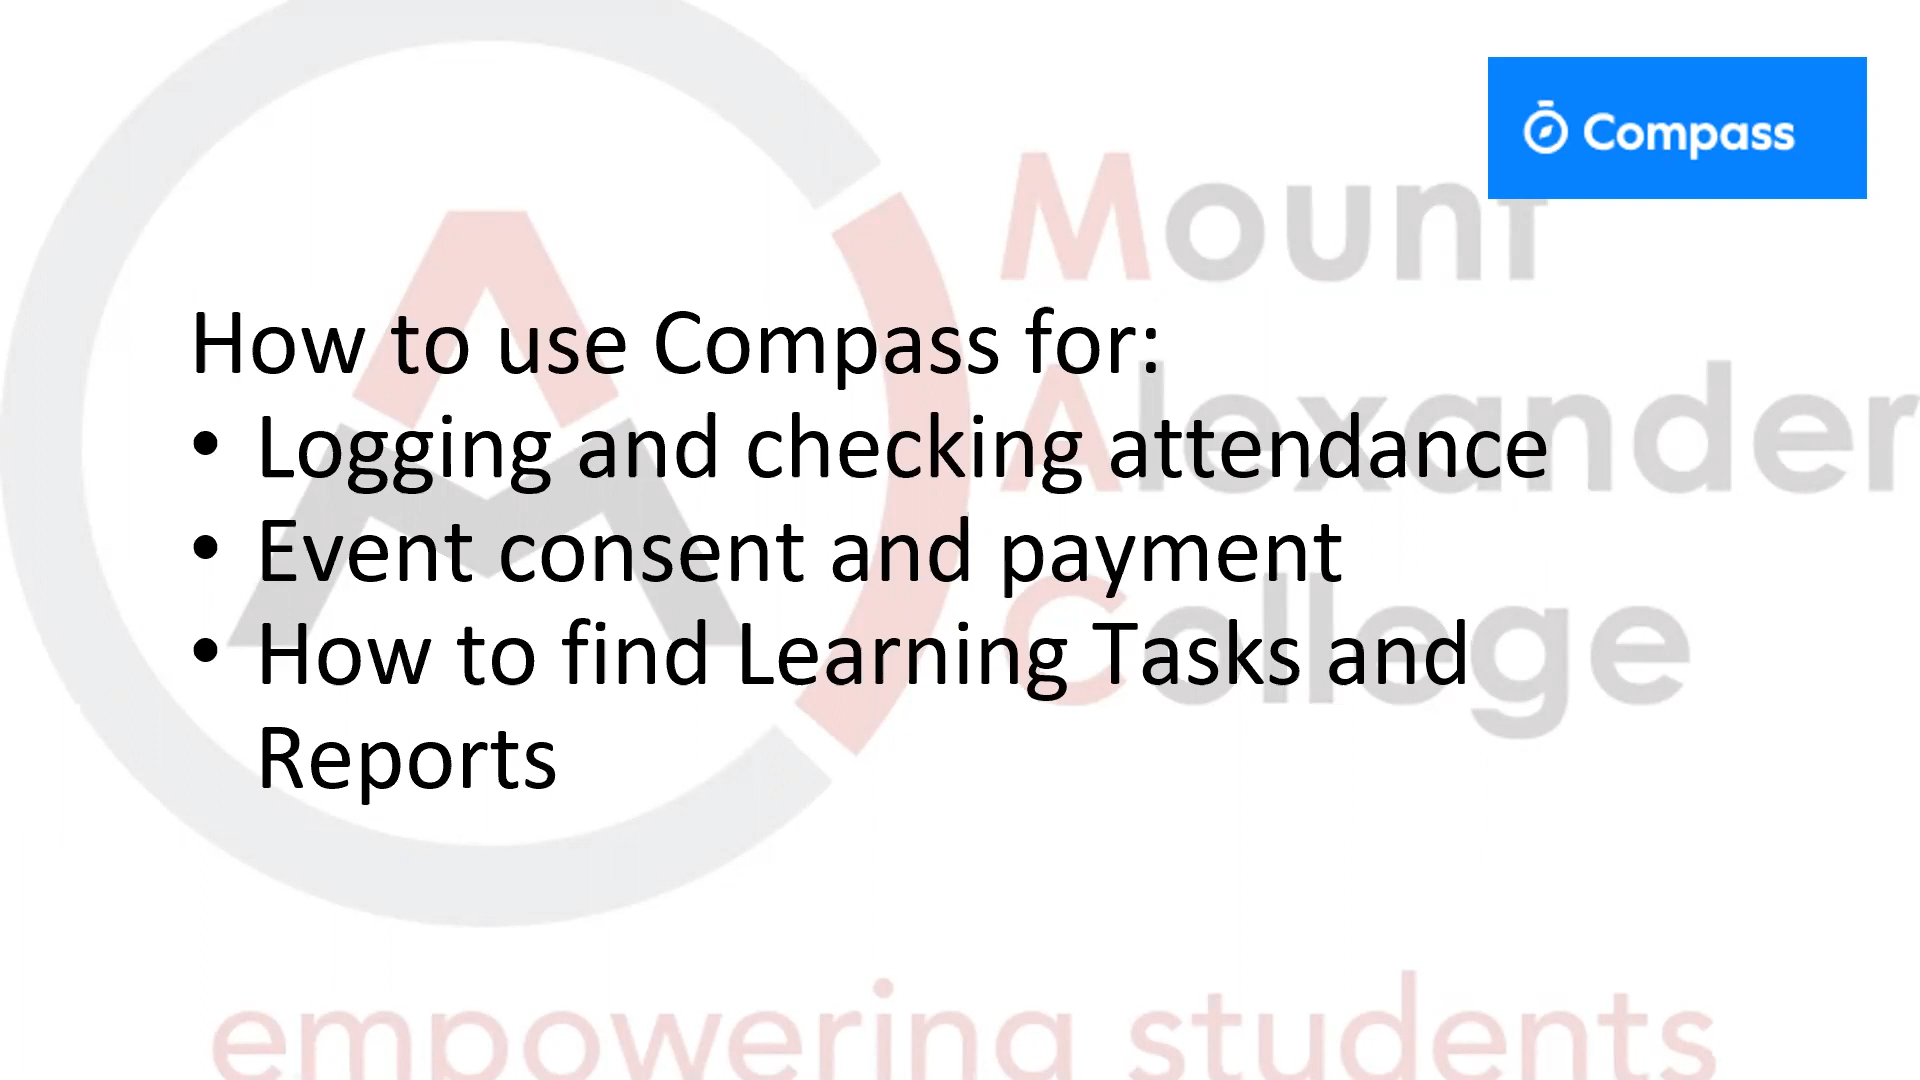 Compass
Mount
Alexander
College
How to use Compass for:
• Logging and checking attendance
• Event consent and payment
• How to find Learning Tasks and
Reports
empowering students